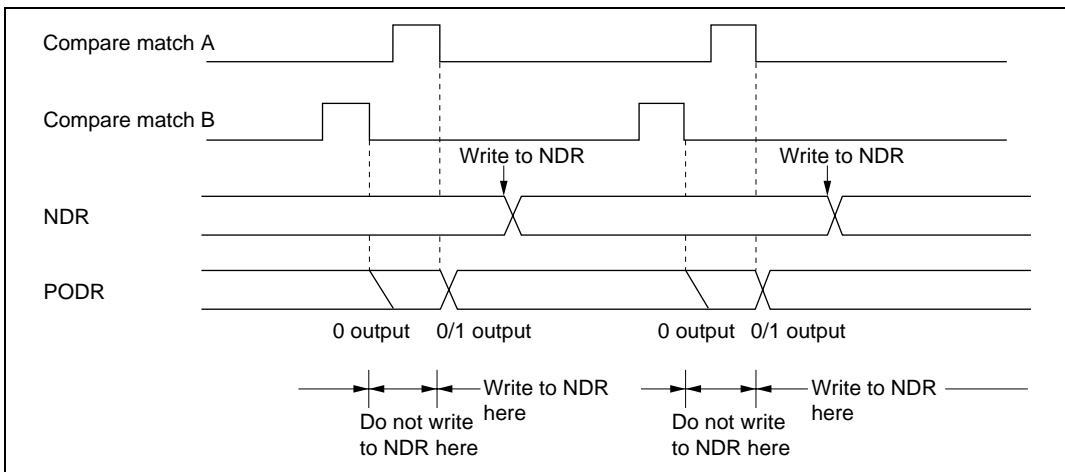 Compare match A
Compare match B
Write to NDR
Write to NDR
NDR
PODR
0 output
0/1 output
0 output
0/1 output
Write to NDR
here
Write to NDR
here
Do not write
to NDR here
Do not write
to NDR here